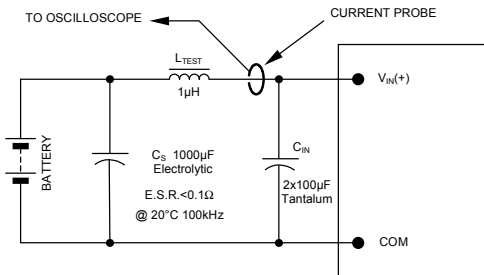 TO OSCILLOSCOPE
CURRENT PROBE
LTEST
1µH
VIN(+)
BATTERY
CS 1000µF
Electrolytic
E.S.R.<0.1Ω
@ 20°C 100kHz
CIN
2x100µF
Tantalum
COM